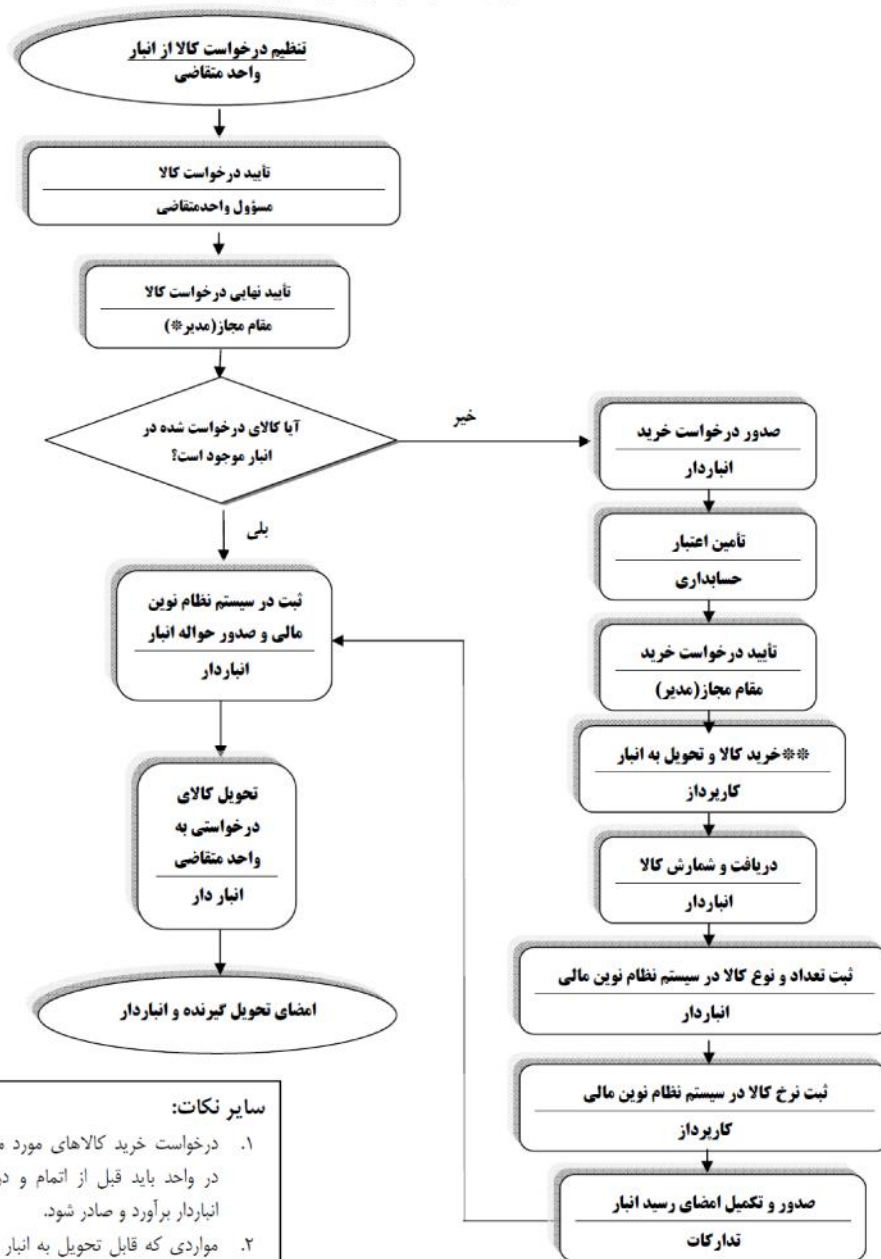 تنظیم درخواست کالا از انبار
واحد متقاضی
تأیید درخواست کالا
مسؤول واحدمتقاضی
تأیید نهایی درخواست کالا
مقام مجاز(مدیر*)
آیا کالای درخواست شده در
انبار موجود است؟
خیر
بلی
ثبت در سیستم نظام نوین
مالی و صدور حواله انبار
انباردار
تحویل کالای
درخواستی به
واحد متقاضی
انبار دار
امضای تحویل گیرنده و انباردار
صدور درخواست خرید
انباردار
تأمین اعتبار
حسابداری
تأیید درخواست خرید
مقام مجاز(مدیر)
**خرید کالا و تحویل به انبار
کارپرداز
دریافت و شمارش کالا
انباردار
ثبت تعداد و نوع کالا در سیستم نظام نوین مالی
انباردار
ثبت نرخ کالا در سیستم نظام نوین مالی
کارپرداز
صدور و تکمیل امضای رسید انبار
تدارکات
سایر نکات:
۱. درخواست خرید کالاهای مورد
در واحد باید قبل از اتمام و
انباردار برآورد و صادر شود.
۲. مواردی که قابل تحویل به انبار